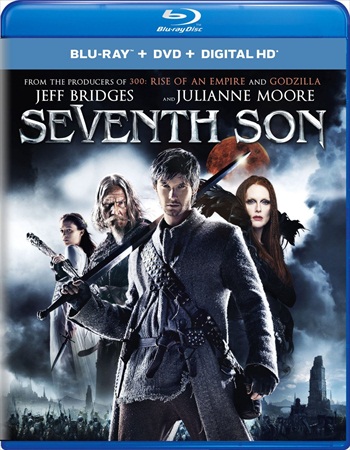 Blu-ray Disc
BLU-RAY™ + DVD + DIGITAL HD*
FROM THE PRODUCERS OF 300: RISE OF AN EMPIRE AND GODZILLA
JEFF BRIDGES AND JULIANNE MOORE
SEVENTH SON